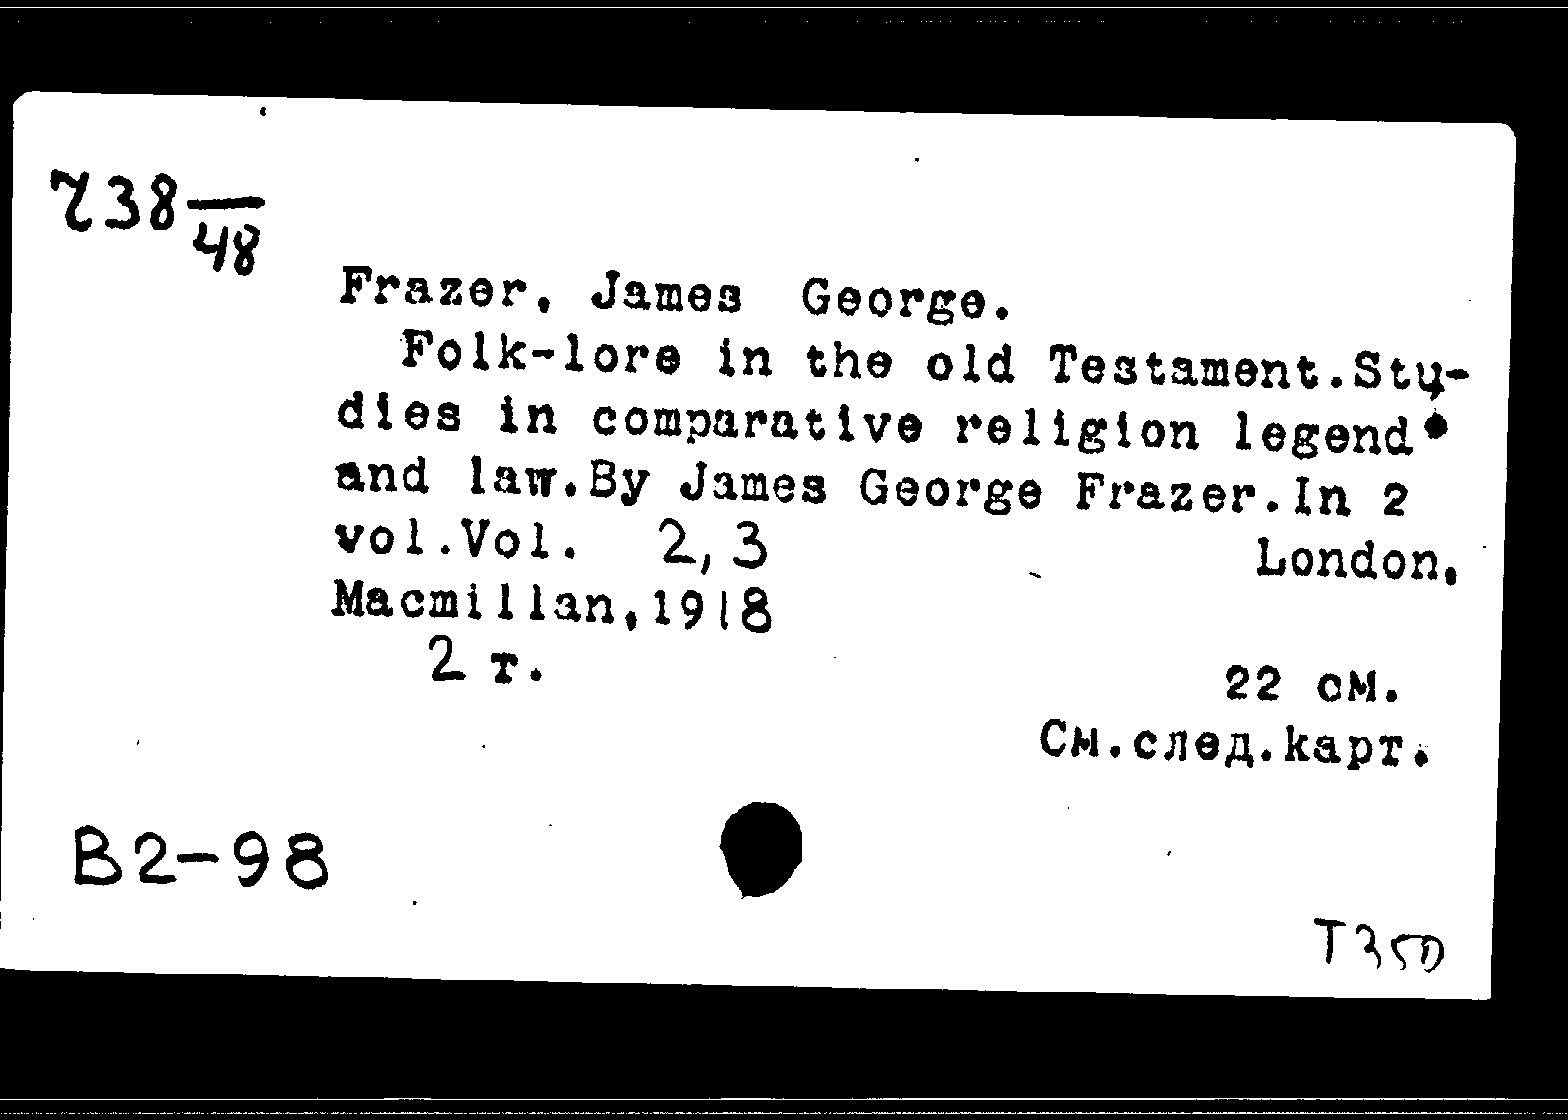 738
48
Frazer, James George.
Folk-lore in the old Testament.Stu-
dies in comparative religion legend
and law.By James George Frazer.In 2
vol.Vol. 2,3 London,
Macmillan,1918
2 т. 22 см.
См.след.карт.
B2-98
T350